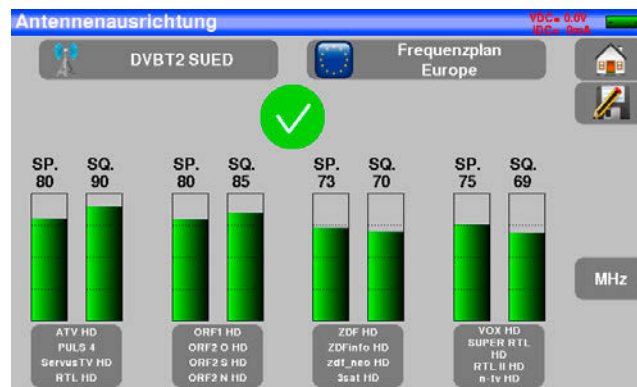 Antennenausrichtung
VDC= 0.0V
IDC= 0mA
DVBT2 SUED
Frequenzplan
Europe
SP. SQ. SP. SQ. SP. SQ. SP. SQ.
80 90 80 85 73 70 75 69
MHz
ATV HD
PULS 4
ServusTV HD
RTL HD
ORF1 HD
ORF2 O HD
ORF2 S HD
ORF2 N HD
ZDF HD
ZDFinfo HD
zdf_neo HD
3sat HD
VOX HD
SUPER RTL
HD
RTL II HD
n-tv HD